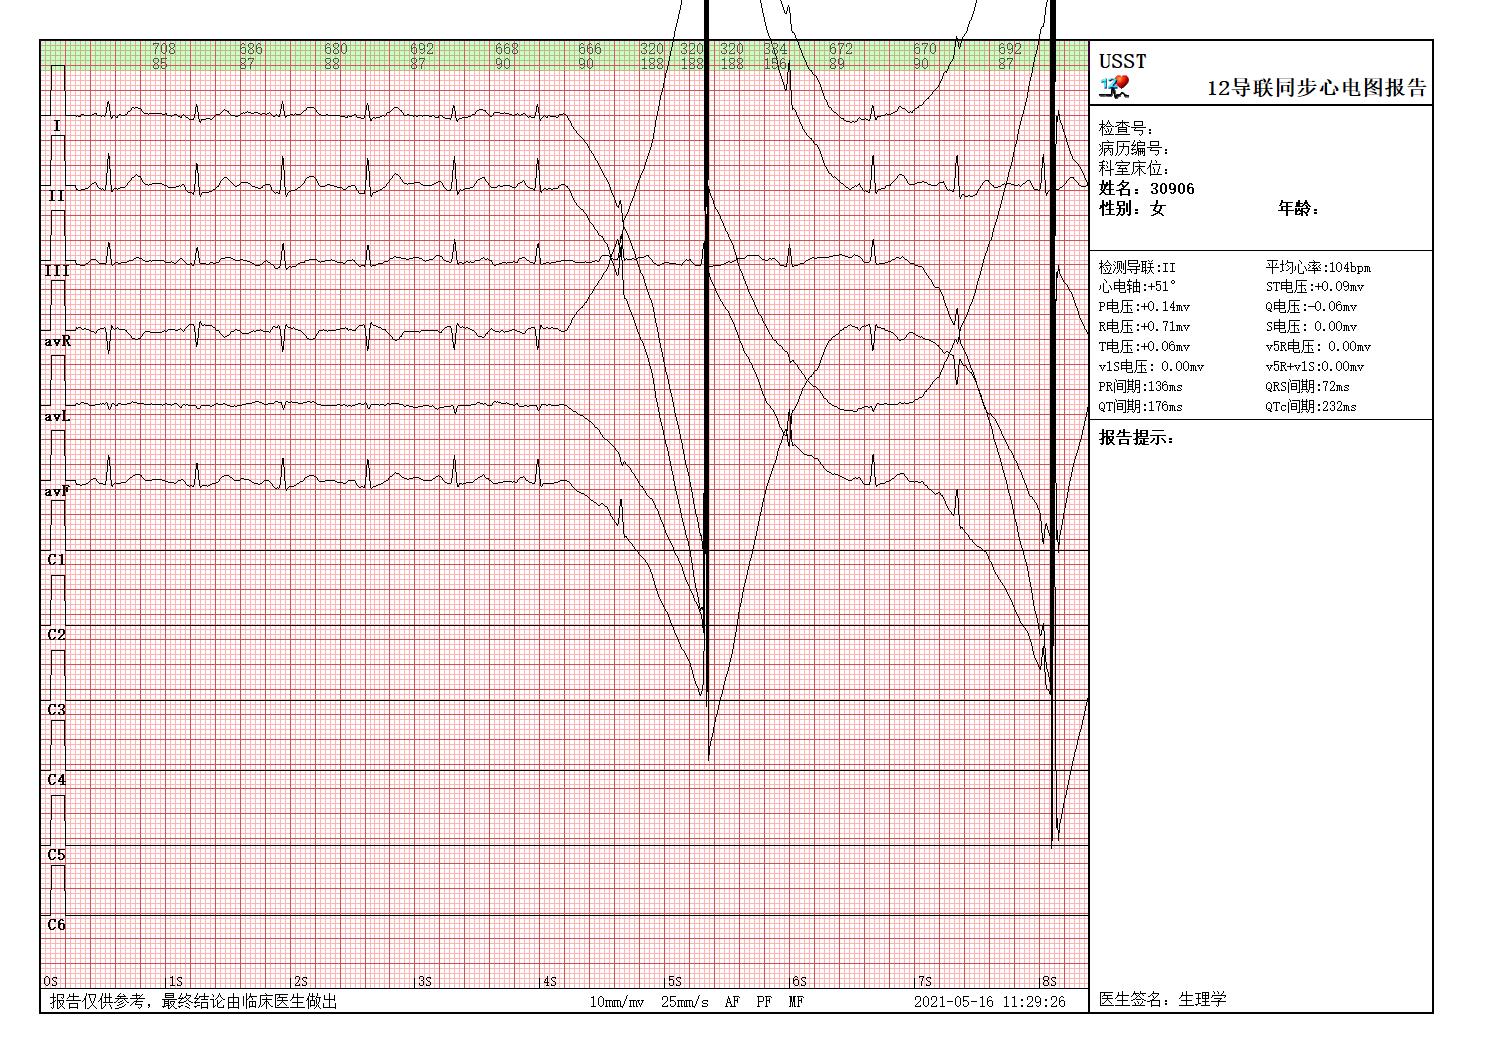 708 686 680 692 668 666 320 320 320 334 672 670 692
85 87 88 87 90 90 188 188 188 156 89 90 87
I
II
III
avR
avL
avF
C1
C2
C3
C4
C5
C6
0S 1S 2S 3S 4S 5S 6S 7S 8S
报告仅供参考，最终结论由临床医生做出 10mm/mv 25mm/s AF PF MF 2021-05-16 11:29:26
USST
12
12导联同步心电图报告
检查号：
病历编号：
科室床位：
姓名：30906
性别：女 年龄：
检测导联:II 平均心率:104bpm
心电轴:+51° ST电压:+0.09mv
P电压:+0.14mv Q电压:-0.06mv
R电压:+0.71mv S电压: 0.00mv
T电压:+0.06mv v5R电压: 0.00mv
v1S电压: 0.00mv v5R+v1S:0.00mv
PR间期:136ms QRS间期:72ms
QT间期:176ms QTc间期:232ms
报告提示：
医生签名：生理学